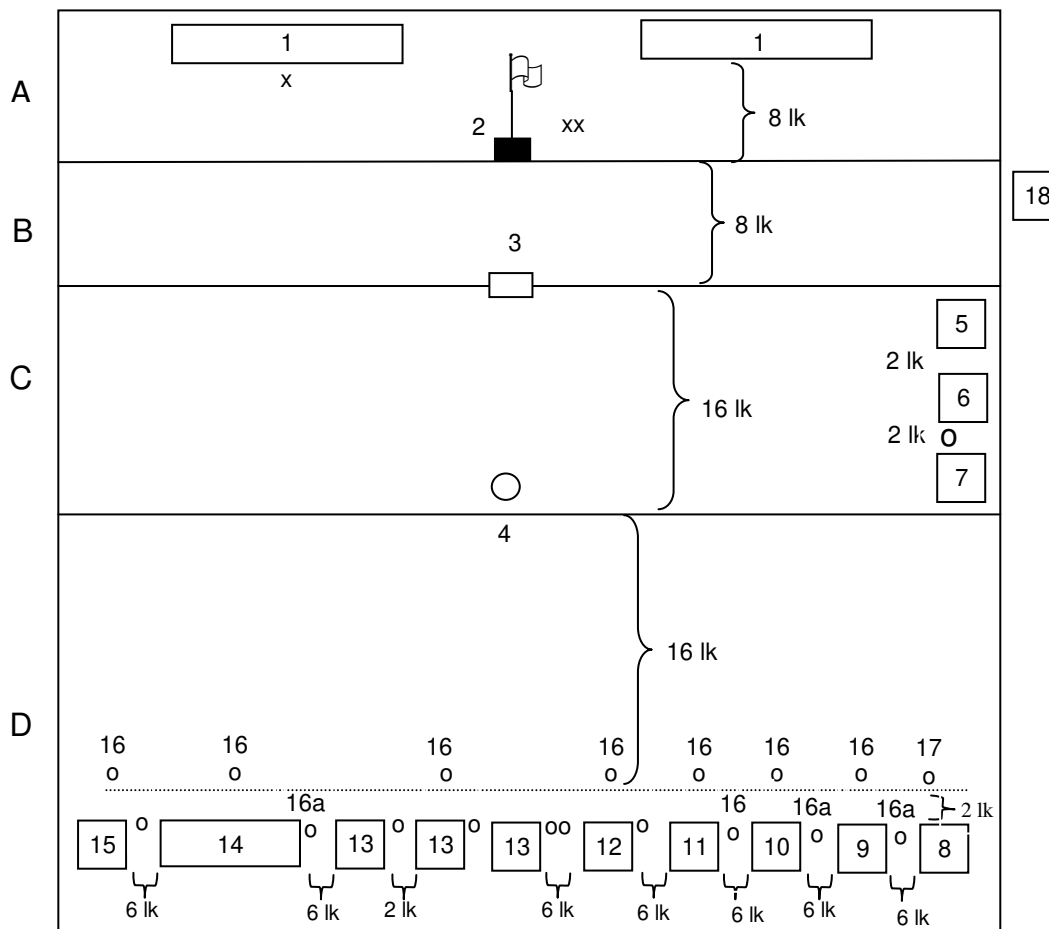 1 1
x
A
2 xx
8 lk
18
B
8 lk
3
5
2 lk
C
6
16 lk
2 lk o
7
4
16 lk
D
16 16 16 16 16 16 16 17
o o o o o o o o
16a 16 16a 16a 2 lk
o o o o oo o o o o
15 14 13 13 13 12 11 10 9 8
6 lk 6 lk 2 lk 6 lk 6 lk 6 lk 6 lk 6 lk